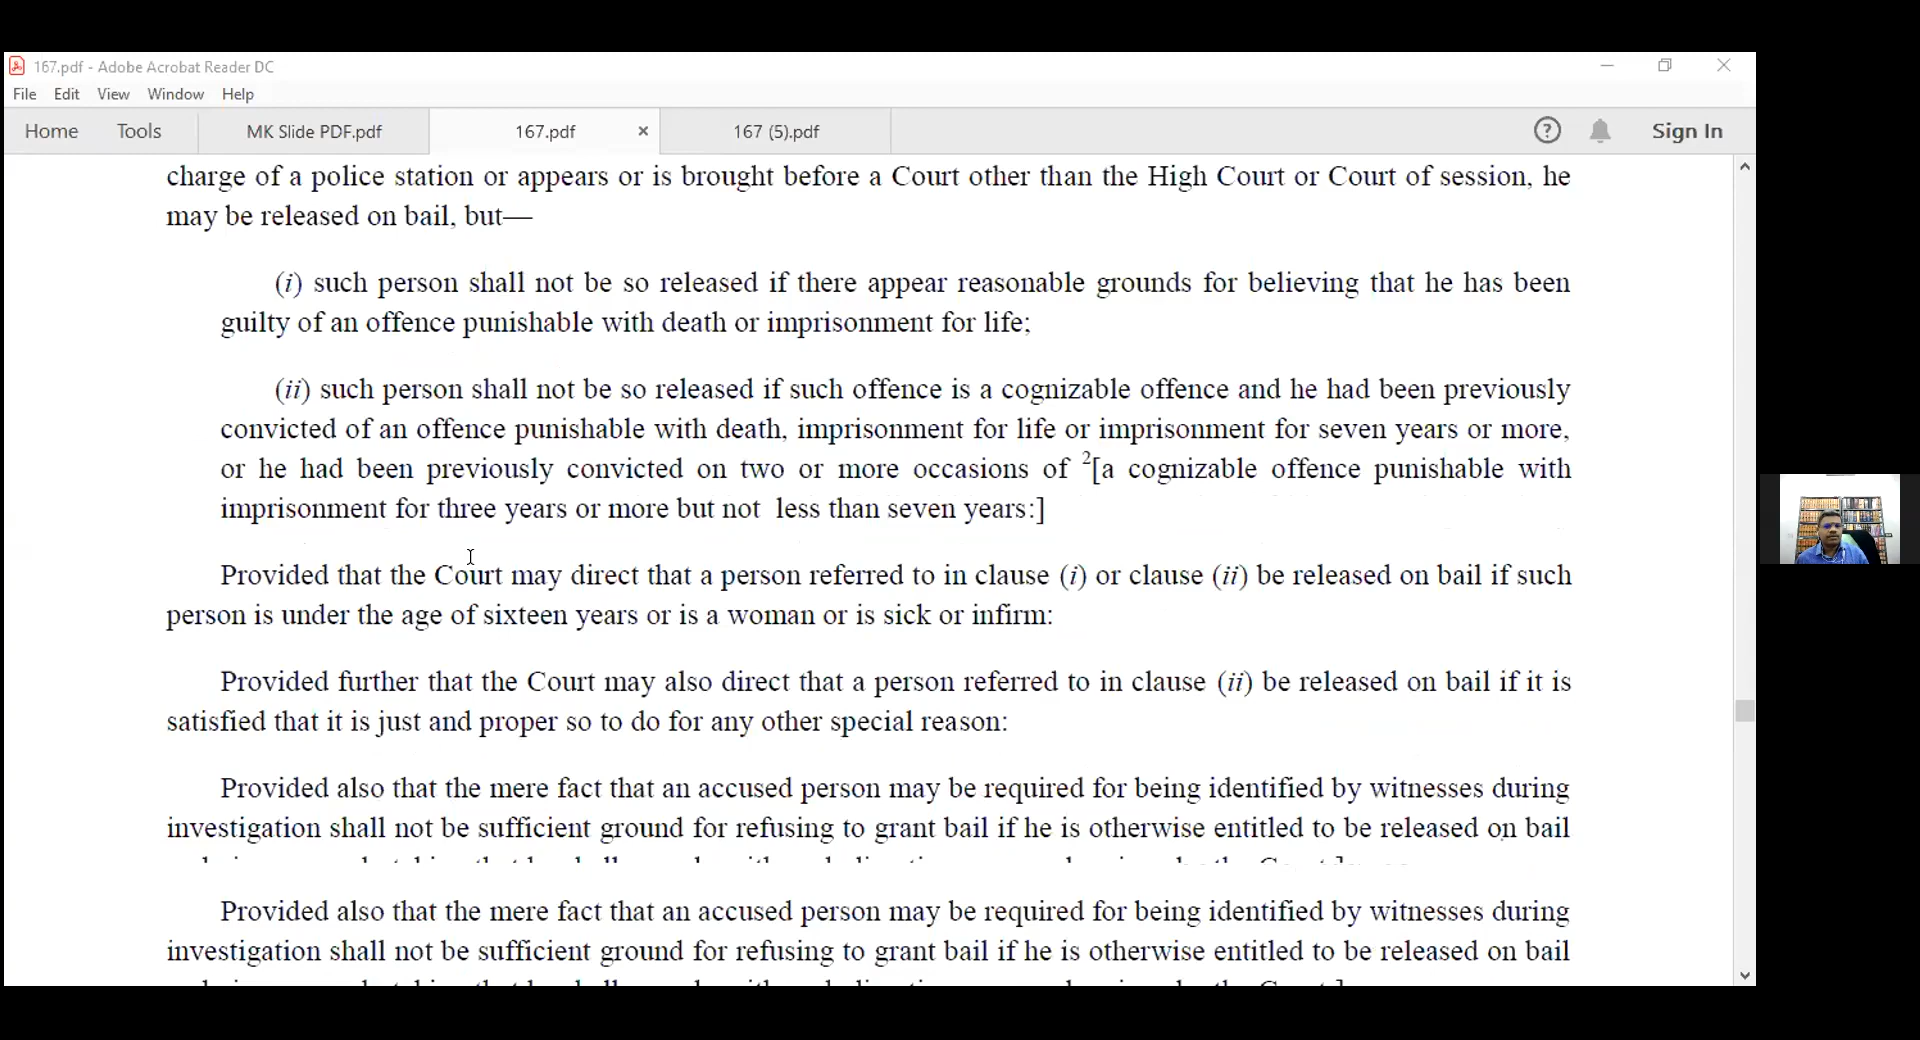 167.pdf - Adobe Acrobat Reader DC
File Edit View Window Help
Home Tools MK Slide PDF.pdf 167.pdf × 167 (5).pdf ? Sign In
charge of a police station or appears or is brought before a Court other than the High Court or Court of session, he
may be released on bail, but—
(i) such person shall not be so released if there appear reasonable grounds for believing that he has been
guilty of an offence punishable with death or imprisonment for life;
(ii) such person shall not be so released if such offence is a cognizable offence and he had been previously
convicted of an offence punishable with death, imprisonment for life or imprisonment for seven years or more,
or he had been previously convicted on two or more occasions of 2[a cognizable offence punishable with
imprisonment for three years or more but not less than seven years:]
Provided that the Court may direct that a person referred to in clause (i) or clause (ii) be released on bail if such
person is under the age of sixteen years or is a woman or is sick or infirm:
Provided further that the Court may also direct that a person referred to in clause (ii) be released on bail if it is
satisfied that it is just and proper so to do for any other special reason:
Provided also that the mere fact that an accused person may be required for being identified by witnesses during
investigation shall not be sufficient ground for refusing to grant bail if he is otherwise entitled to be released on bail
Provided also that the mere fact that an accused person may be required for being identified by witnesses during
investigation shall not be sufficient ground for refusing to grant bail if he is otherwise entitled to be released on bail